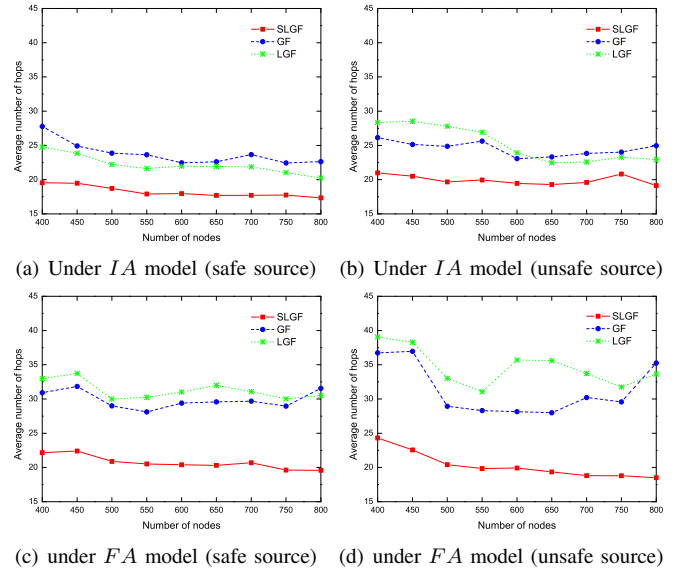 45
40
35
30
25
20
15
Average number of hops
SLGF
GF
LGF
400 450 500 550 600 650 700 750 800
Number of nodes
(a) Under IA model (safe source)
45
40
35
30
25
20
15
Average number of hops
SLGF
GF
LGF
400 450 500 550 600 650 700 750 800
Number of nodes
(b) Under IA model (unsafe source)
45
40
35
30
25
20
15
Average number of hops
SLGF
GF
LGF
400 450 500 550 600 650 700 750 800
Number of nodes
(c) under FA model (safe source)
45
40
35
30
25
20
15
Average number of hops
SLGF
GF
LGF
400 450 500 550 600 650 700 750 800
Number of nodes
(d) under FA model (unsafe source)